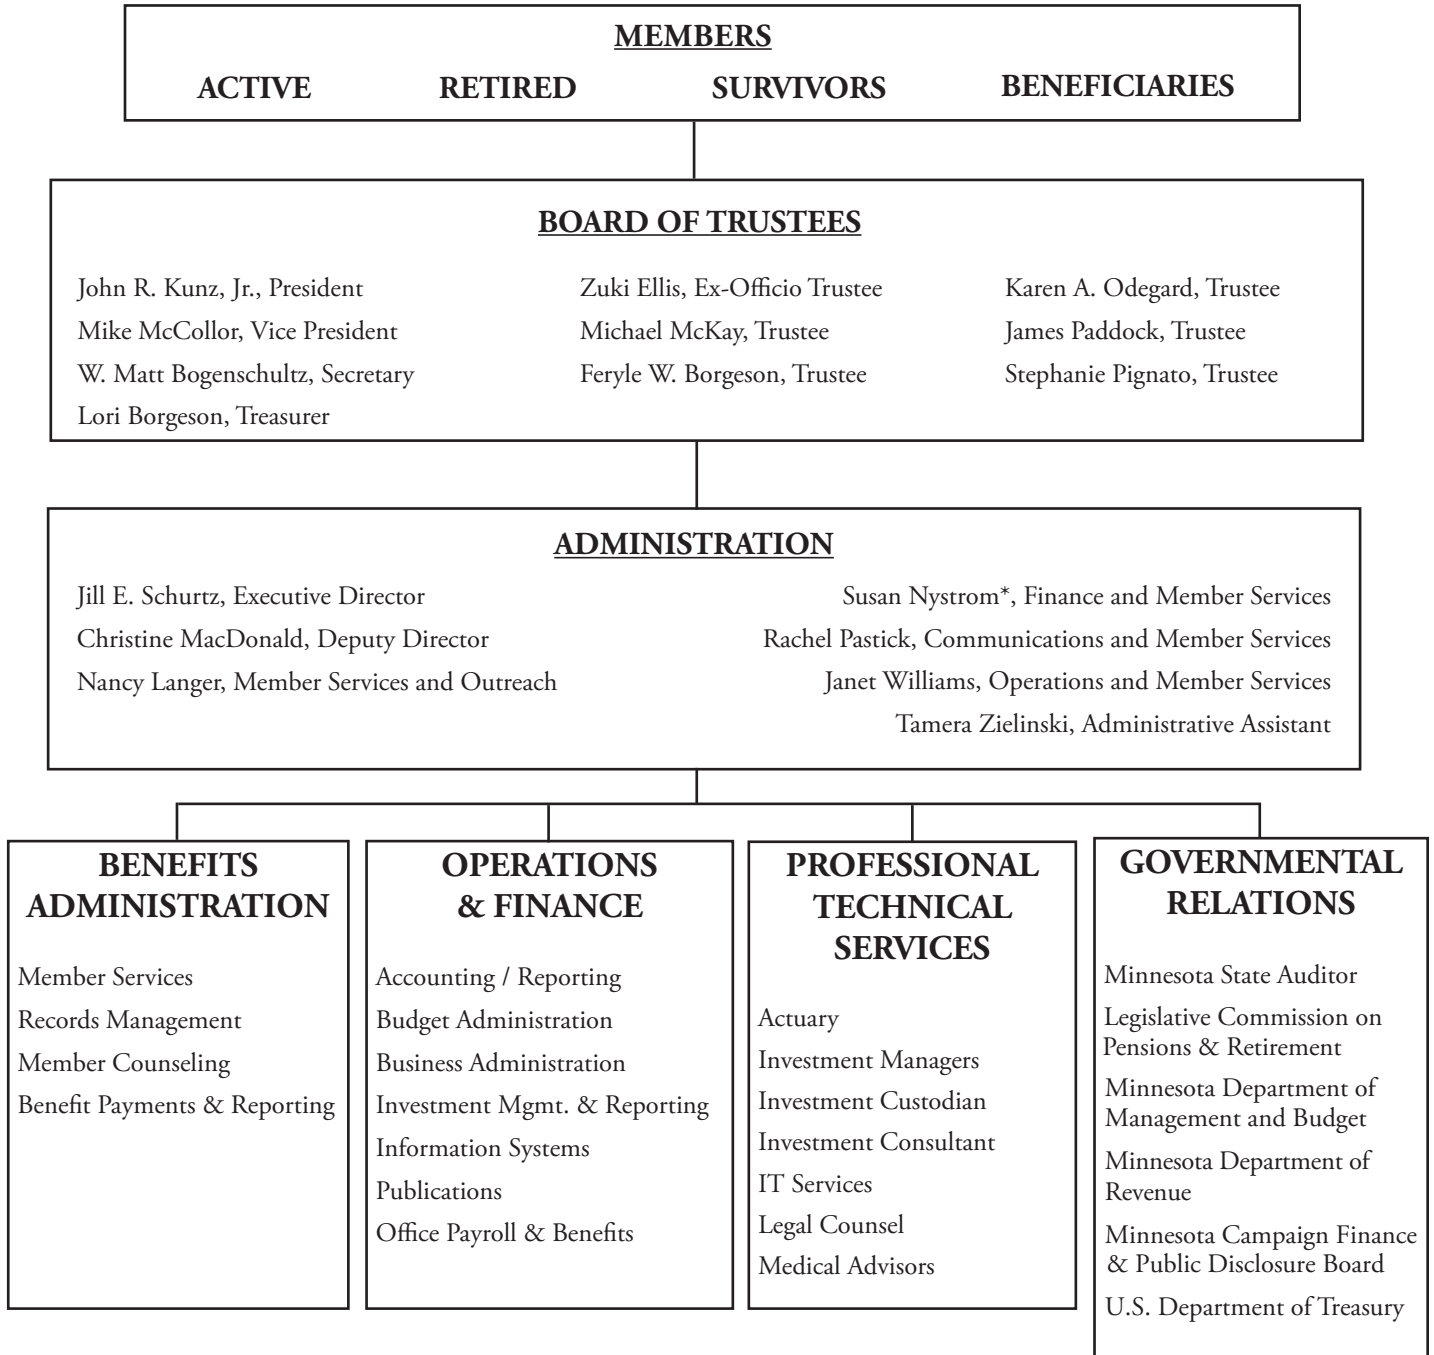 MEMBERS
ACTIVE RETIRED SURVIVORS BENEFICIARIES
BOARD OF TRUSTEES
John R. Kunz, Jr., President
Mike McCollor, Vice President
W. Matt Bogenschultz, Secretary
Lori Borgeson, Treasurer
Zuki Ellis, Ex-Officio Trustee
Michael McKay, Trustee
Feryle W. Borgeson, Trustee
Karen A. Odegard, Trustee
James Paddock, Trustee
Stephanie Pignato, Trustee
ADMINISTRATION
Jill E. Schurtz, Executive Director
Christine MacDonald, Deputy Director
Nancy Langer, Member Services and Outreach
Susan Nystrom*, Finance and Member Services
Rachel Pastick, Communications and Member Services
Janet Williams, Operations and Member Services
Tamera Zielinski, Administrative Assistant
BENEFITS
ADMINISTRATION
Member Services
Records Management
Member Counseling
Benefit Payments & Reporting
OPERATIONS
& FINANCE
Accounting / Reporting
Budget Administration
Business Administration
Investment Mgmt. & Reporting
Information Systems
Publications
Office Payroll & Benefits
PROFESSIONAL
TECHNICAL
SERVICES
Actuary
Investment Managers
Investment Custodian
Investment Consultant
IT Services
Legal Counsel
Medical Advisors
GOVERNMENTAL
RELATIONS
Minnesota State Auditor
Legislative Commission on
Pensions & Retirement
Minnesota Department of
Management and Budget
Minnesota Department of
Revenue
Minnesota Campaign Finance
& Public Disclosure Board
U.S. Department of Treasury